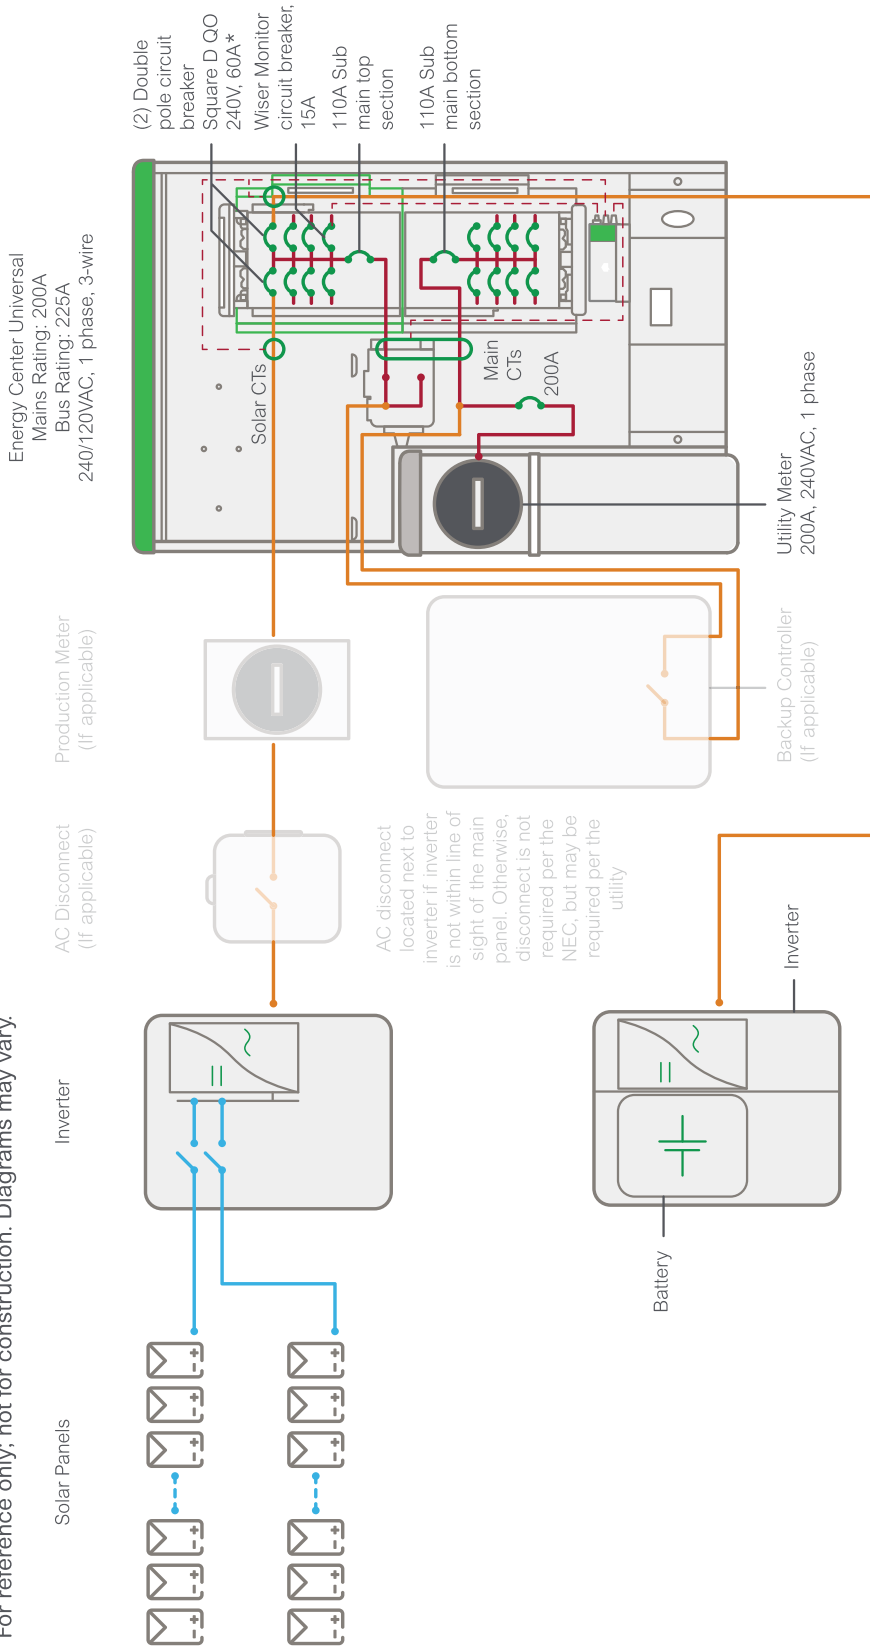 For reference only; not for construction. Diagrams may vary.
Solar Panels
Inverter
AC Disconnect
(If applicable)
Production Meter
(If applicable)
Energy Center Universal
Mains Rating: 200A
Bus Rating: 225A
240/120VAC, 1 phase, 3-wire
(2) Double
pole circuit
breaker
Square D QO
240V, 60A*
Wiser Monitor
circuit breaker,
15A
110A Sub
main top
section
110A Sub
main bottom
section
Solar CTs
Main
CTs
200A
AC disconnect
located next to
inverter if inverter
is not within line of
sight of the main
panel. Otherwise,
disconnect is not
required per the
NEC, but may be
required per the
utility
Battery
Inverter
Backup Controller
(If applicable)
Utility Meter
200A, 240VAC, 1 phase